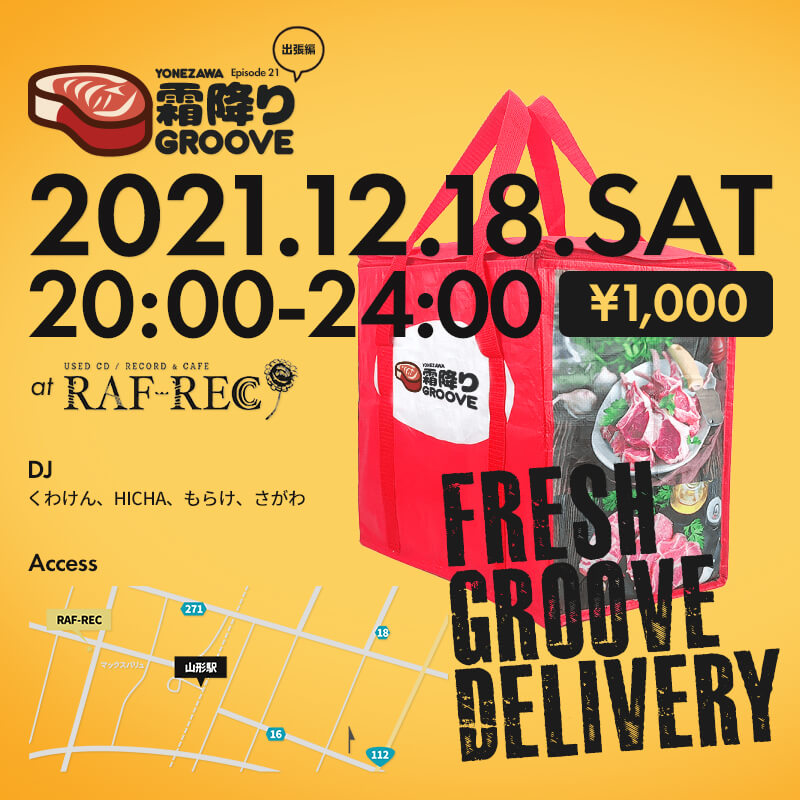 出張編
YONEZAWA Episode 21
霜降り
GROOVE
2021.12.18.SAT
20:00-24:00 ¥1,000
at USED CD / RECORD & CAFE
RAF-REC
YONEZAWA
霜降り
GROOVE
DJ
くわけん、HICHA、もらけ、さがわ
FRESH
GROOVE
DELIVERY
Access
271
RAF-REC
18
マックスバリュ
山形駅
16
112